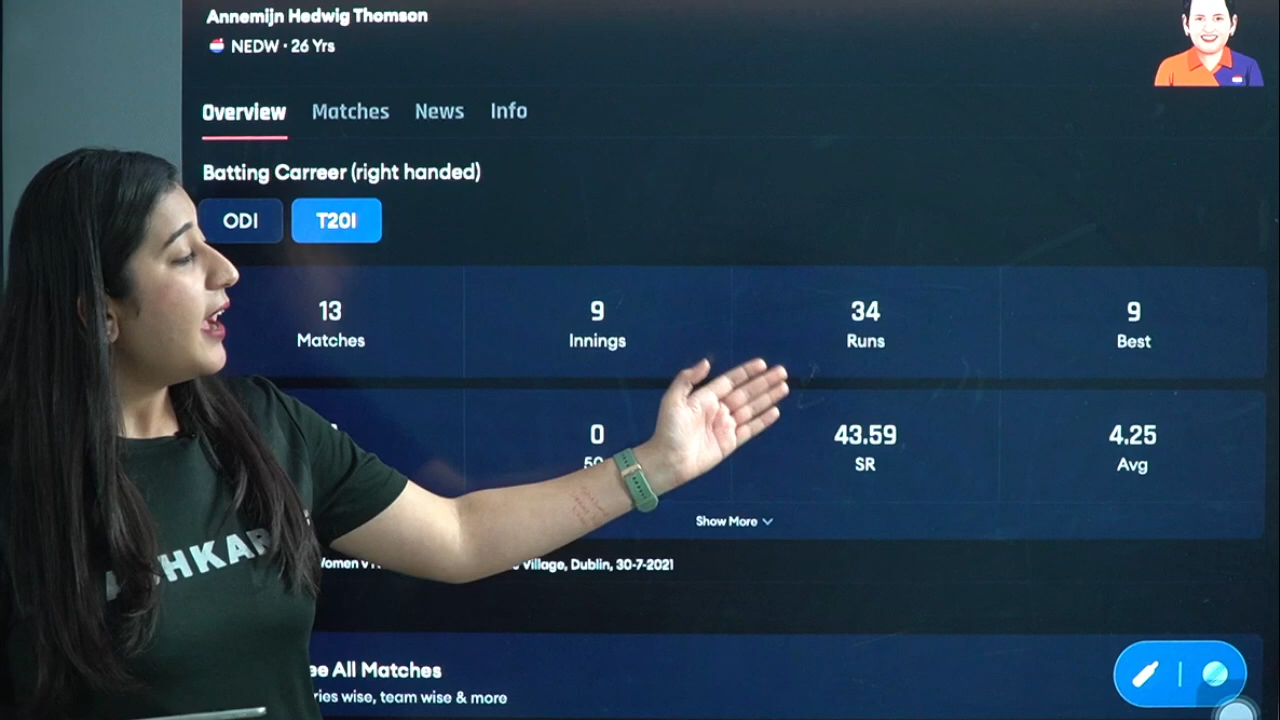 Annemijn Hedwig Thomson
NEDW · 26 Yrs
Overview Matches News Info
Batting Carreer (right handed)
ODI T20I
13 9 34 9
Matches Innings Runs Best
0 43.59 4.25
SR Avg
Show More
Village, Dublin, 30-7-2021
All Matches
wise, team wise & more